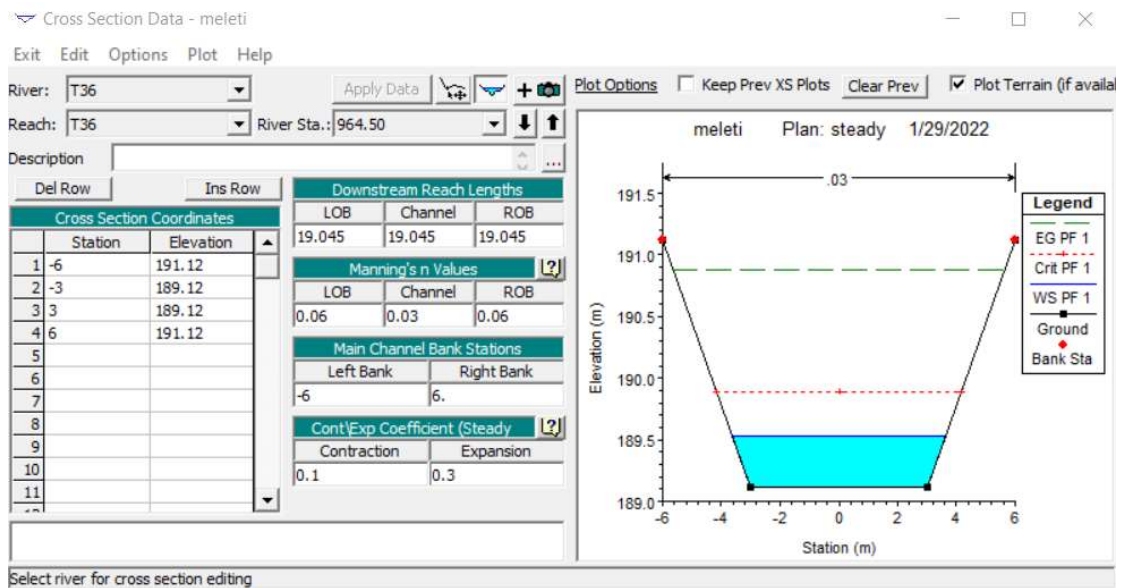 Cross Section Data - meleti
Exit Edit Options Plot Help
River: T36 Apply Data + Plot Options Keep Prev XS Plots Clear Prev Plot Terrain (if availal
Reach: T36 River Sta.: 964.50
Description ...
Del Row Ins Row
Cross Section Coordinates
Station Elevation
1 -6 191.12
2 -3 189.12
3 3 189.12
4 6 191.12
5
6
7
8
9
10
11
Downstream Reach Lengths
LOB Channel ROB
19.045 19.045 19.045
Manning's n Values ?
LOB Channel ROB
0.06 0.03 0.06
Main Channel Bank Stations
Left Bank Right Bank
-6 6.
Cont\Exp Coefficient (Steady ?
Contraction Expansion
0.1 0.3
meleti Plan: steady 1/29/2022
.03
191.5
191.0
190.5
190.0
189.5
189.0
Elevation (m)
-6 -4 -2 0 2 4 6
Station (m)
Legend
EG PF 1
Crit PF 1
WS PF 1
Ground
Bank Sta
Select river for cross section editing